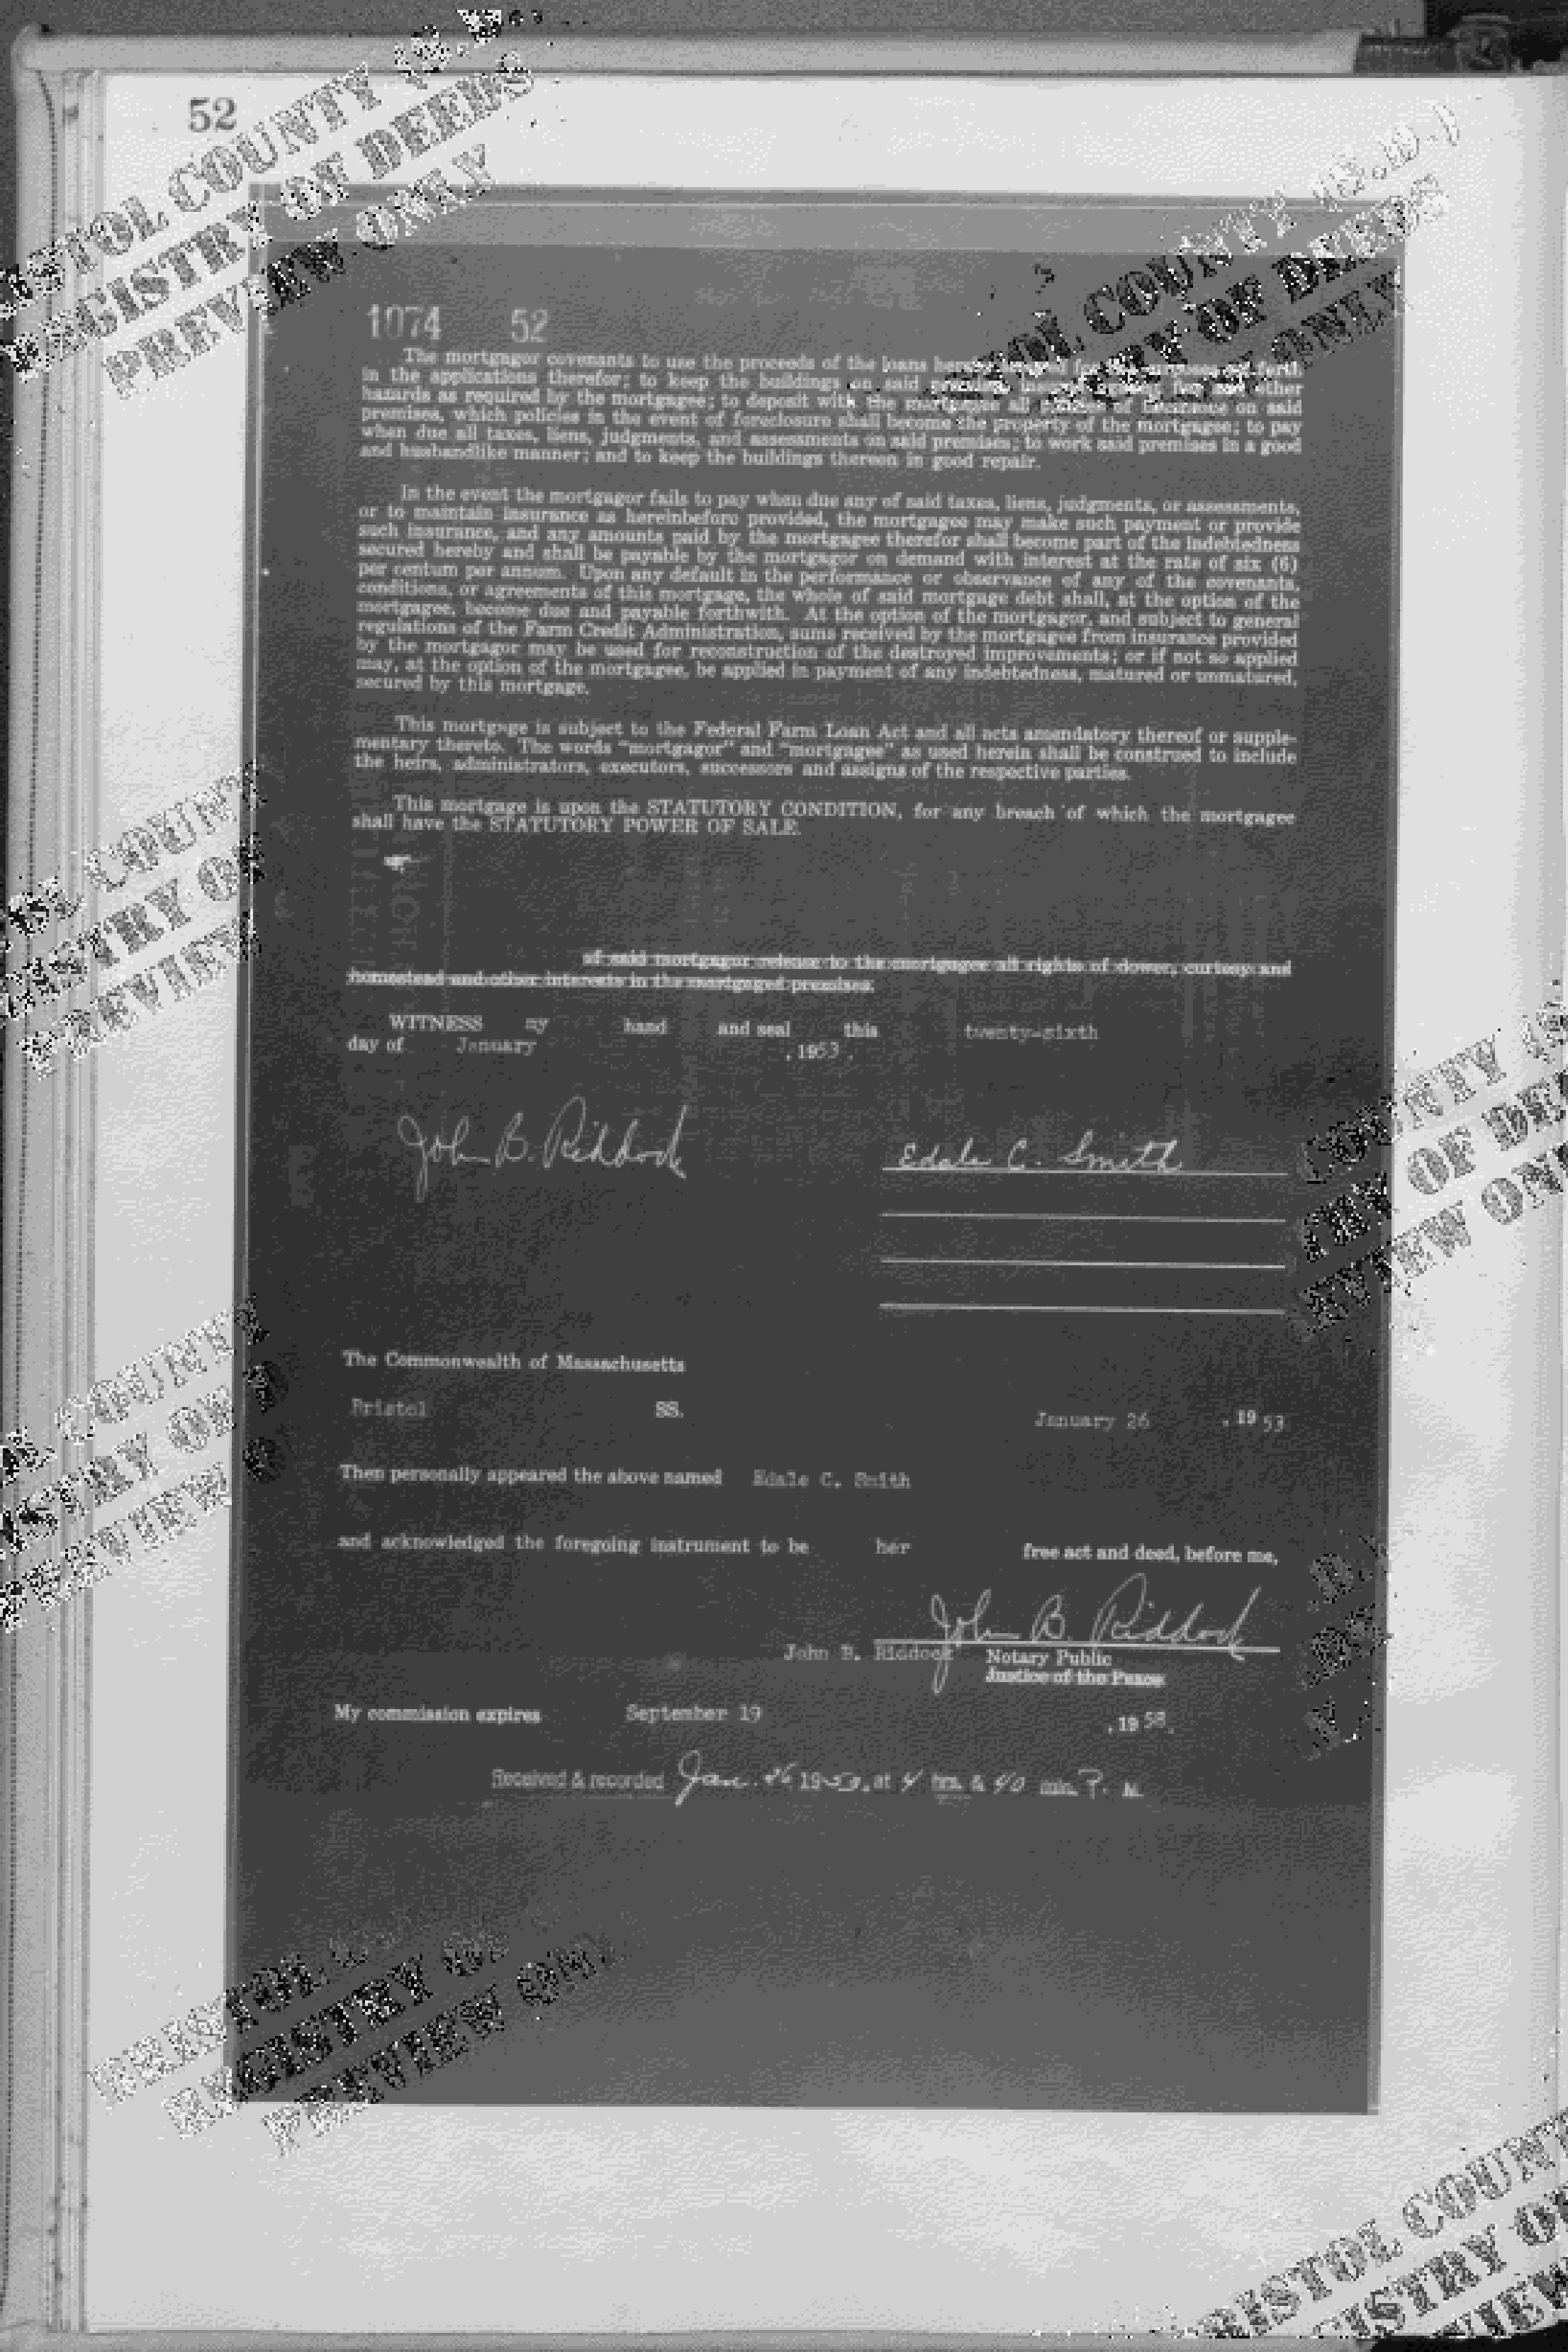 52
1074 52
The mortgagor covenants to use the proceeds of the loans
in the applications therefor; to keep the buildings on said other
hazards as required by the mortgagee; to deposit with the mortgagee all of insurance on said
premises, which policies in the event of foreclosure shall become the property of the mortgagee; to pay
when due all taxes, liens, judgments, and assessments on said premises; to work said premises in a good
and husbandlike manner; and to keep the buildings thereon in good repair.
In the event the mortgagor fails to pay when due any of said taxes, liens, judgments, or assessments,
or to maintain insurance as hereinbefore provided, the mortgagee may make such payment or provide
such insurance, and any amounts paid by the mortgagee therefor shall become part of the indebtedness
secured hereby and shall be payable by the mortgagor on demand with interest at the rate of six (6)
per centum per annum. Upon any default in the performance or observance of any of the covenants,
conditions, or agreements of this mortgage, the whole of said mortgage debt shall, at the option of the
mortgagee, become due and payable forthwith. At the option of the mortgagor, and subject to general
regulations of the Farm Credit Administration, sums received by the mortgagee from insurance provided
by the mortgagor may be used for reconstruction of the destroyed improvements; or if not so applied
may, at the option of the mortgagee, be applied in payment of any indebtedness, matured or unmatured,
secured by this mortgage.
This mortgage is subject to the Federal Farm Loan Act and all acts amendatory thereof or supple-
mentary thereto. The words "mortgagor" and "mortgagee" as used herein shall be construed to include
the heirs, administrators, executors, successors and assigns of the respective parties.
This mortgage is upon the STATUTORY CONDITION, for any breach of which the mortgagee
shall have the STATUTORY POWER OF SALE.
of said mortgagor release to the mortgagee all rights of dower, curtesy and
homestead and other interests in the mortgaged premises.
WITNESS my hand and seal this twenty-sixth
day of January , 1953 .
John B. Riddock Edale C. Smith
The Commonwealth of Massachusetts
Bristol SS. January 26 , 19 53
Then personally appeared the above named Edale C. Smith
and acknowledged the foregoing instrument to be her free act and deed, before me,
John B. Riddock
John B. Riddock Notary Public
Justice of the Peace
My commission expires September 19 , 19 58.
Received & recorded Jan. 26 1953, at 4 hrs. & 40 min. P. M.
BRISTOL COUNTY
REGISTRY OF DEEDS
PREVIEW ONLY